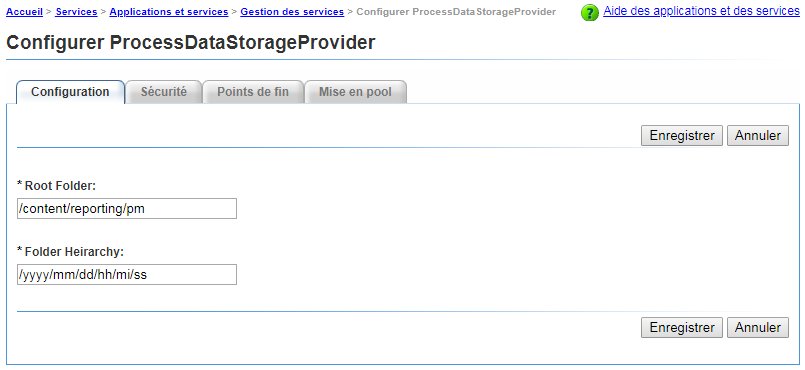 Accueil > Services > Applications et services > Gestion des services > Configurer ProcessDataStorageProvider
? Aide des applications et des services
Configurer ProcessDataStorageProvider
Configuration Sécurité Points de fin Mise en pool
Enregistrer Annuler
* Root Folder:
/content/reporting/pm
* Folder Heirarchy:
/yyyy/mm/dd/hh/mi/ss
Enregistrer Annuler